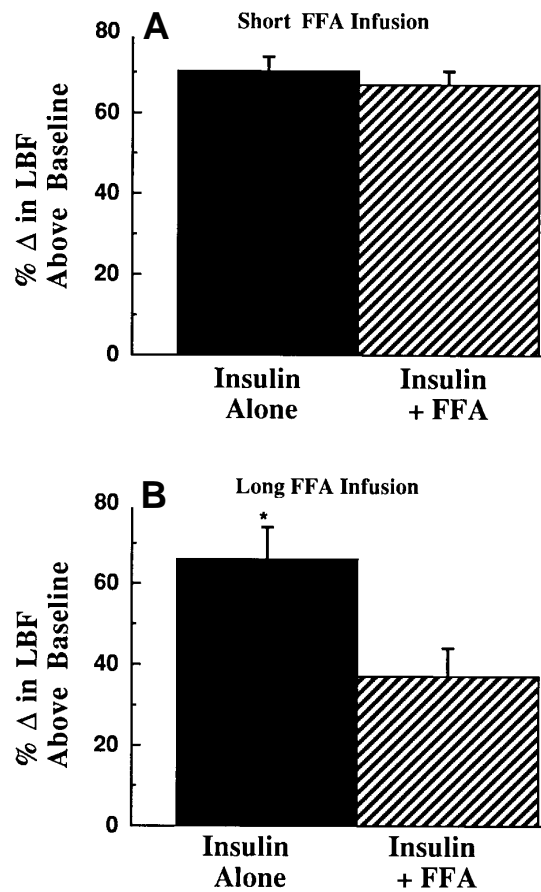 A
Short FFA Infusion
80
60
40
20
0
% Δ in LBF
Above Baseline
Insulin
Alone
Insulin
+ FFA
B
Long FFA Infusion
80
60
40
20
0
% Δ in LBF
Above Baseline
*
Insulin
Alone
Insulin
+ FFA